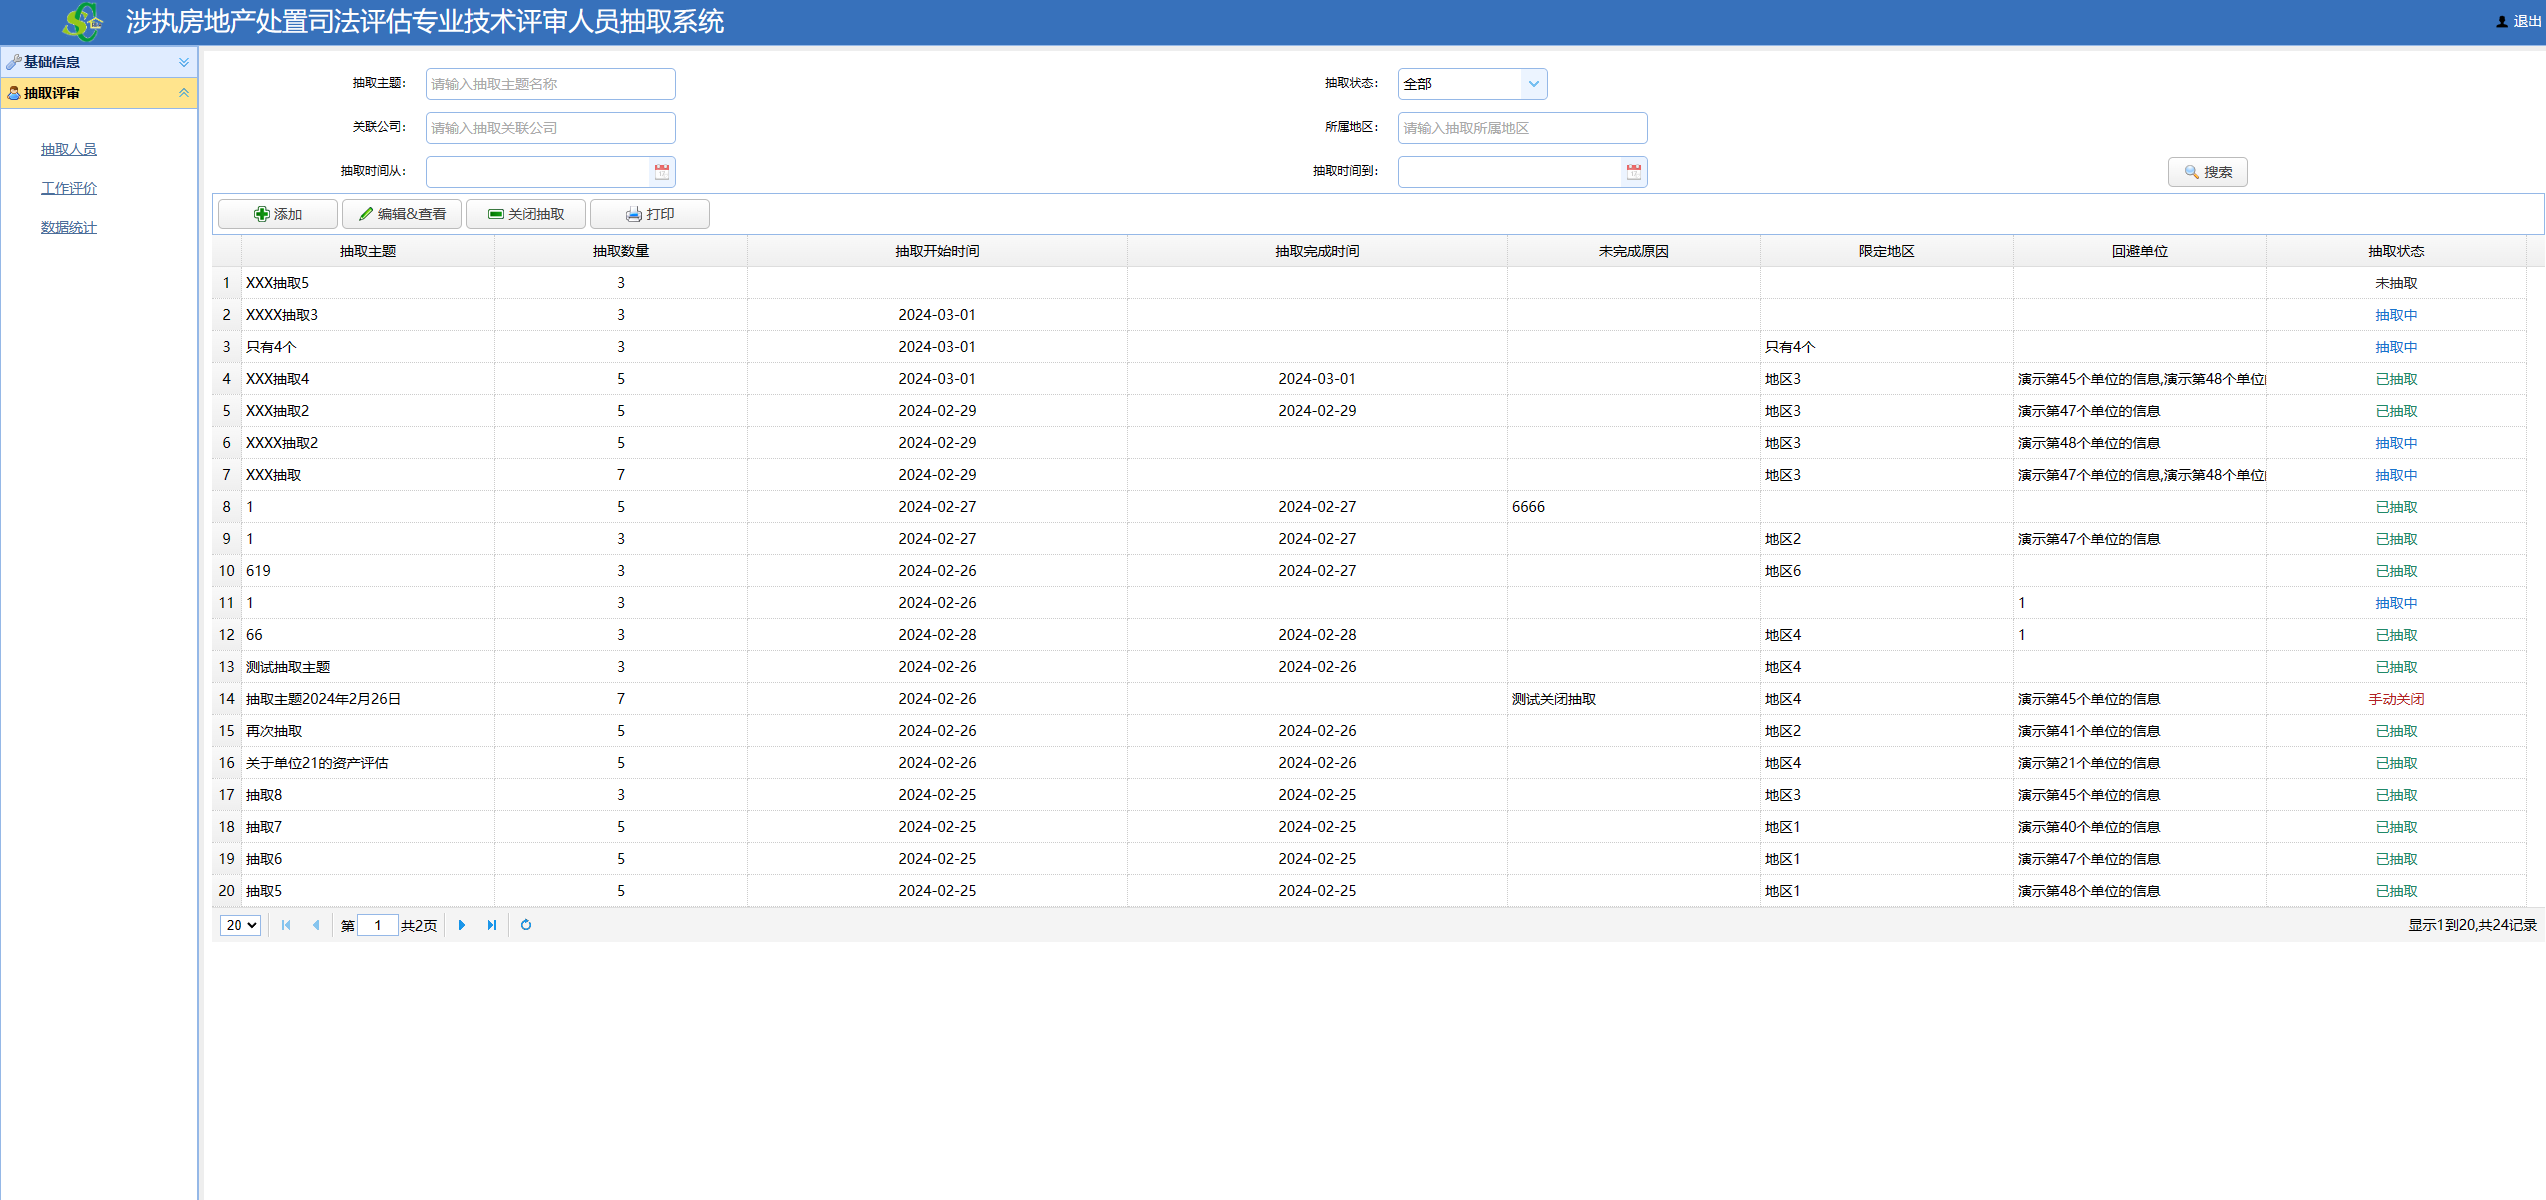 涉执房地产处置司法评估专业技术评审人员抽取系统
退出
基础信息
抽取评审
抽取人员
工作评价
数据统计
抽取主题： 请输入抽取主题名称 抽取状态： 全部
关联公司： 请输入抽取关联公司 所属地区： 请输入抽取所属地区
抽取时间从： 抽取时间到： 搜索
添加 编辑&查看 关闭抽取 打印
抽取主题 抽取数量 抽取开始时间 抽取完成时间 未完成原因 限定地区 回避单位 抽取状态
1 XXX抽取5 3 未抽取
2 XXXX抽取3 3 2024-03-01 抽取中
3 只有4个 3 2024-03-01 只有4个 抽取中
4 XXX抽取4 5 2024-03-01 2024-03-01 地区3 演示第45个单位的信息,演示第48个单位 已抽取
5 XXX抽取2 5 2024-02-29 2024-02-29 地区3 演示第47个单位的信息 已抽取
6 XXXX抽取2 5 2024-02-29 地区3 演示第48个单位的信息 抽取中
7 XXX抽取 7 2024-02-29 地区3 演示第47个单位的信息,演示第48个单位 抽取中
8 1 5 2024-02-27 2024-02-27 6666 已抽取
9 1 3 2024-02-27 2024-02-27 地区2 演示第47个单位的信息 已抽取
10 619 3 2024-02-26 2024-02-27 地区6 已抽取
11 1 3 2024-02-26 1 抽取中
12 66 3 2024-02-28 2024-02-28 地区4 1 已抽取
13 测试抽取主题 3 2024-02-26 2024-02-26 地区4 已抽取
14 抽取主题2024年2月26日 7 2024-02-26 测试关闭抽取 地区4 演示第45个单位的信息 手动关闭
15 再次抽取 5 2024-02-26 2024-02-26 地区2 演示第41个单位的信息 已抽取
16 关于单位21的资产评估 5 2024-02-26 2024-02-26 地区4 演示第21个单位的信息 已抽取
17 抽取8 3 2024-02-25 2024-02-25 地区3 演示第45个单位的信息 已抽取
18 抽取7 5 2024-02-25 2024-02-25 地区1 演示第40个单位的信息 已抽取
19 抽取6 5 2024-02-25 2024-02-25 地区1 演示第47个单位的信息 已抽取
20 抽取5 5 2024-02-25 2024-02-25 地区1 演示第48个单位的信息 已抽取
20 第 1 共2页 显示1到20,共24记录